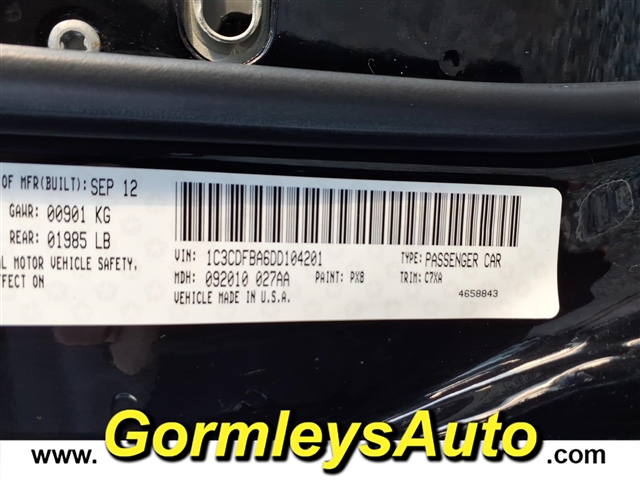 OF MFR(BUILT): SEP 12
GAWR: 00901 KG
REAR: 01985 LB
MOTOR VEHICLE SAFETY,
EFFECT ON
VIN: 1C3CDFBA6DD104201 TYPE: PASSENGER CAR
MDH: 092010 027AA PAINT: PX8 TRIM: C7XA
VEHICLE MADE IN U.S.A. 4658843
www.GormleysAuto.com